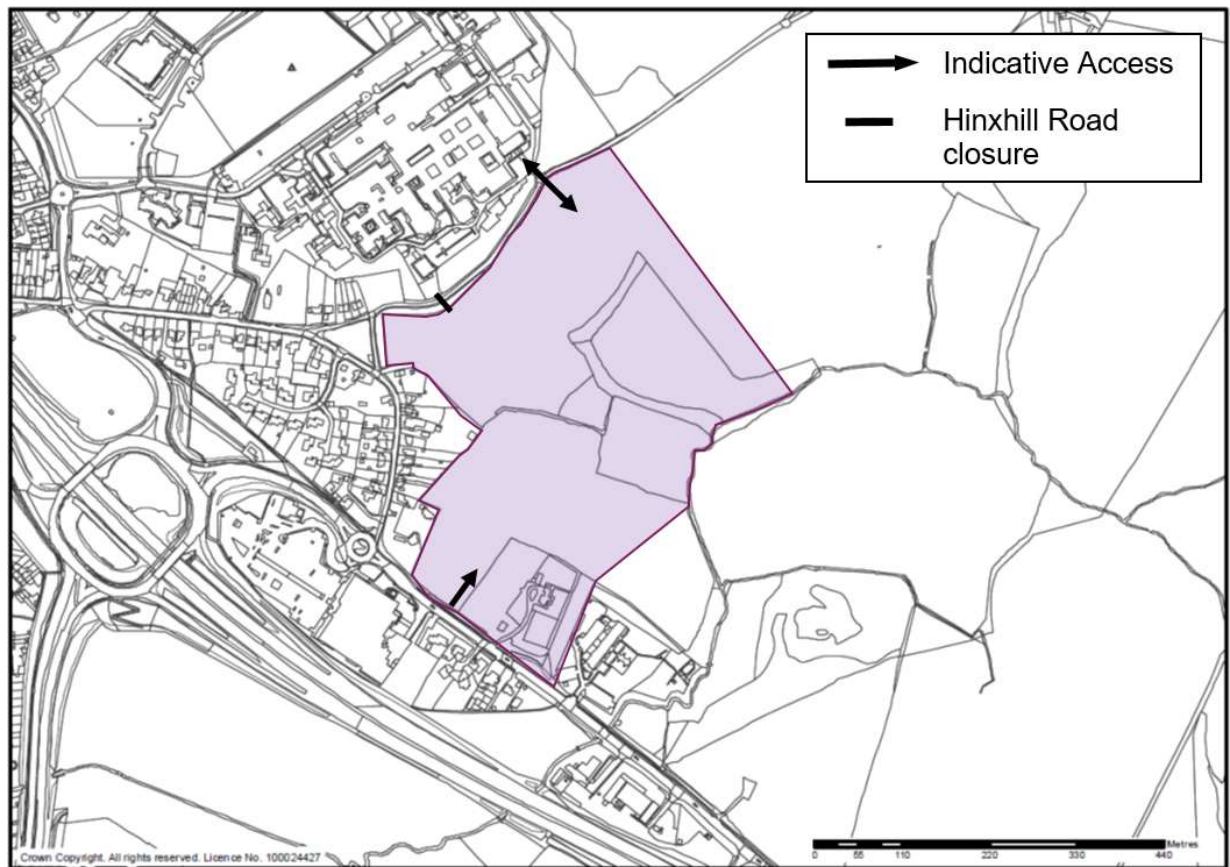 Indicative Access
Hinxhill Road
closure
Crown Copyright. All rights reserved. Licence No. 100024427
Metres
0 55 110 220 330 440